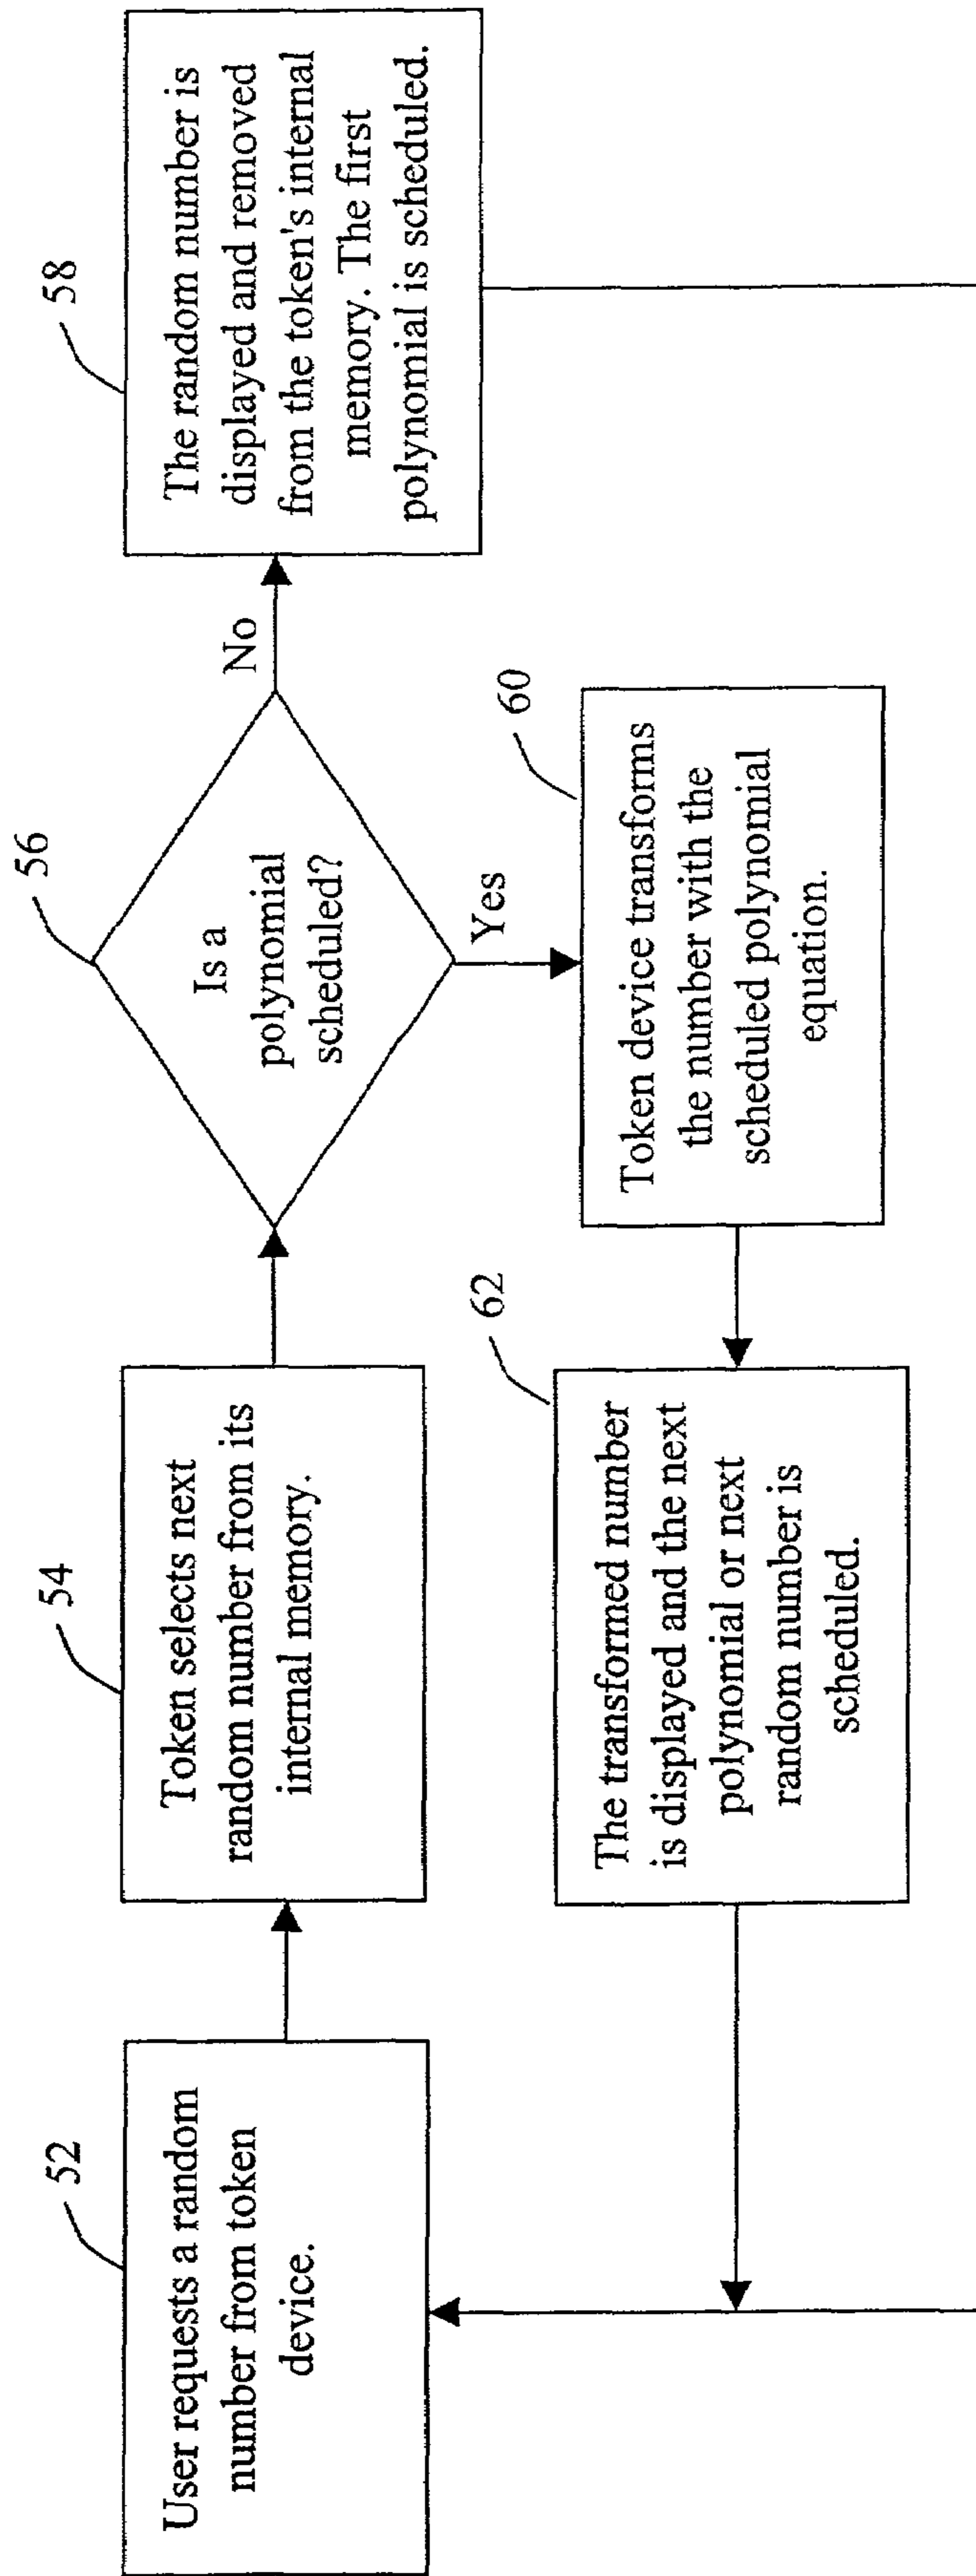 52
User requests a random
number from token
device.
54
Token selects next
random number from its
internal memory.
56
Is a
polynomial
scheduled?
No
Yes
58
The random number is
displayed and removed
from the token's internal
memory. The first
polynomial is scheduled.
60
Token device transforms
the number with the
scheduled polynomial
equation.
62
The transformed number
is displayed and the next
polynomial or next
random number is
scheduled.